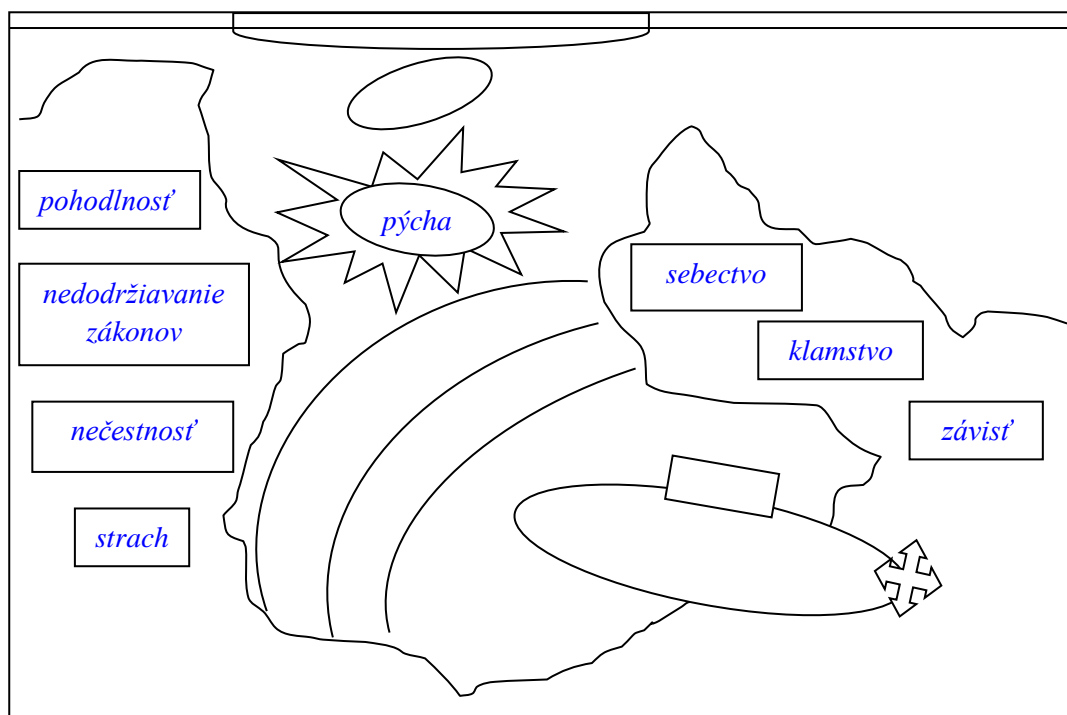 pohodlnosť
pýcha
sebectvo
nedodržiavanie
zákonov
klamstvo
nečestnosť
závisť
strach